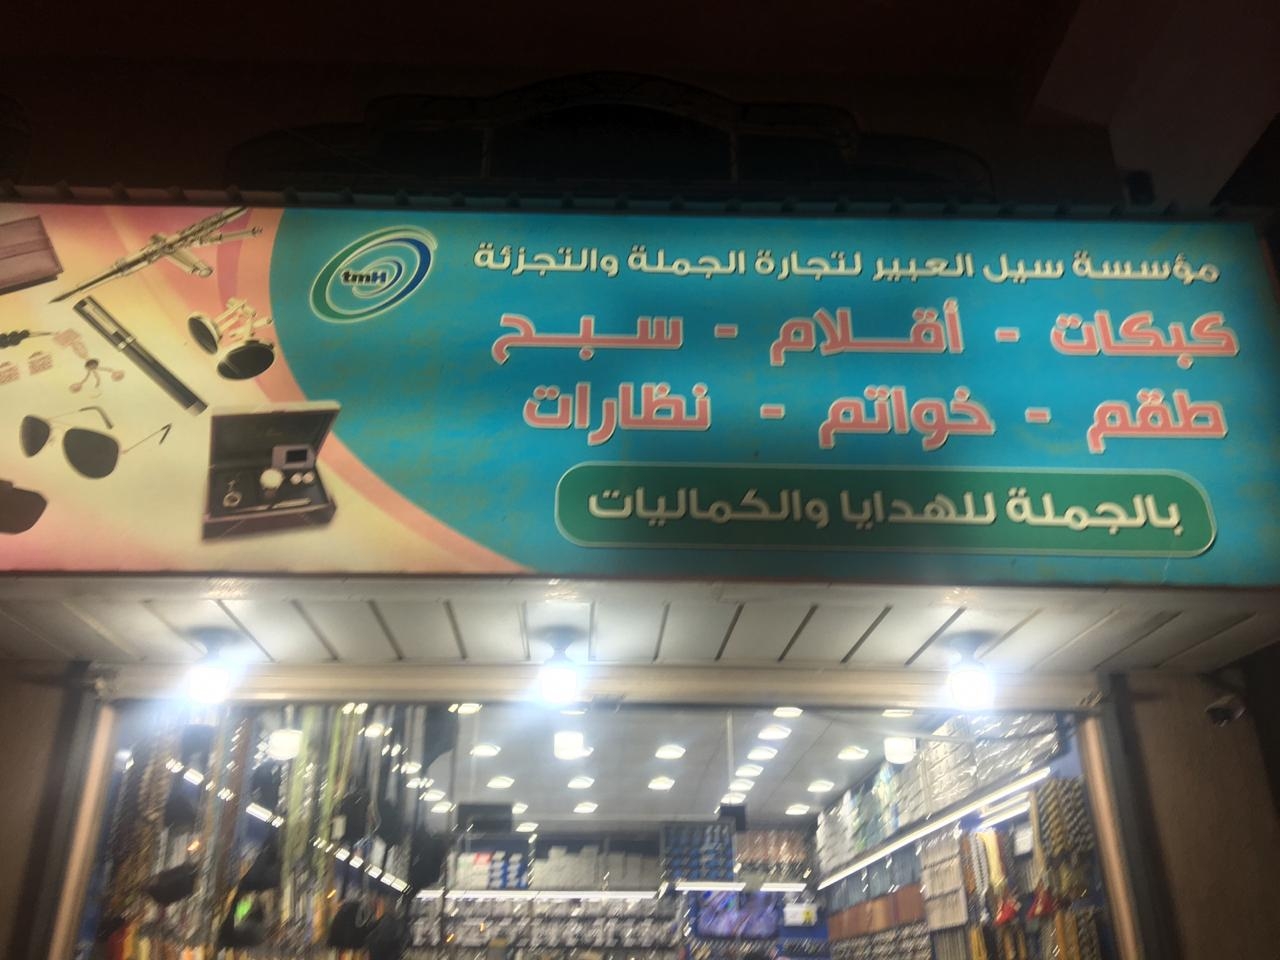 مؤسسة سيل العبير لتجارة الجملة والتجزئة
tmH
كبكات - أقلام - سبح
طقم - خواتم - نظارات
بالجملة للهدايا والكماليات